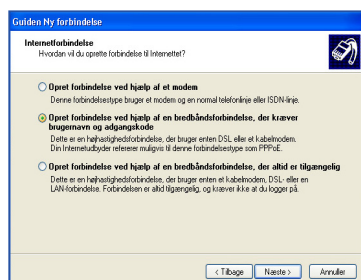 Guiden Ny forbindelse
Internetforbindelse
Hvordan vil du oprette forbindelse til Internettet?
Opret forbindelse ved hjælp af et modem
Denne forbindelsestype bruger et modem og en normal telefonlinje eller ISDN-linje.
Opret forbindelse ved hjælp af en bredbåndsforbindelse, der kræver
brugernavn og adgangskode
Dette er en højhastighedsforbindelse, der bruger enten DSL eller et kabelmodem.
Din Internetudbyder refererer muligvis til denne forbindelsestype som PPPoE.
Opret forbindelse ved hjælp af en bredbåndsforbindelse, der altid er tilgængelig
Dette er en højhastighedsforbindelse, der bruger enten et kabelmodem, DSL- eller en
LAN-forbindelse. Forbindelsen er altid tilgængelig, og kræver ikke at du logger på.
< Tilbage
Næste >
Annuller